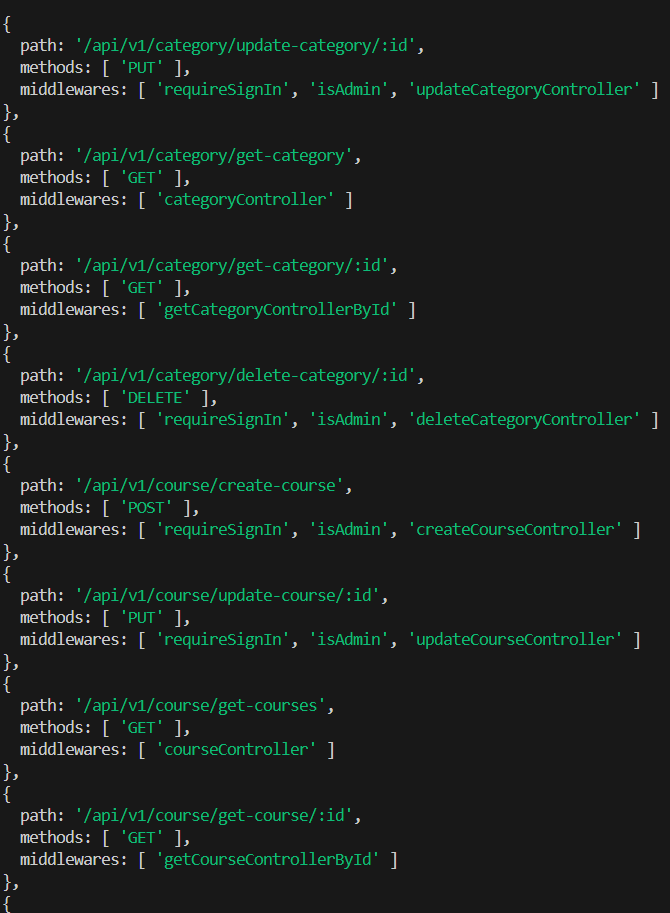 {
  path: '/api/v1/category/update-category/:id',
  methods: [ 'PUT' ],
  middlewares: [ 'requireSignIn', 'isAdmin', 'updateCategoryController' ]
},
{
  path: '/api/v1/category/get-category',
  methods: [ 'GET' ],
  middlewares: [ 'categoryController' ]
},
{
  path: '/api/v1/category/get-category/:id',
  methods: [ 'GET' ],
  middlewares: [ 'getCategoryControllerById' ]
},
{
  path: '/api/v1/category/delete-category/:id',
  methods: [ 'DELETE' ],
  middlewares: [ 'requireSignIn', 'isAdmin', 'deleteCategoryController' ]
},
{
  path: '/api/v1/course/create-course',
  methods: [ 'POST' ],
  middlewares: [ 'requireSignIn', 'isAdmin', 'createCourseController' ]
},
{
  path: '/api/v1/course/update-course/:id',
  methods: [ 'PUT' ],
  middlewares: [ 'requireSignIn', 'isAdmin', 'updateCourseController' ]
},
{
  path: '/api/v1/course/get-courses',
  methods: [ 'GET' ],
  middlewares: [ 'courseController' ]
},
{
  path: '/api/v1/course/get-course/:id',
  methods: [ 'GET' ],
  middlewares: [ 'getCourseControllerById' ]
},
{